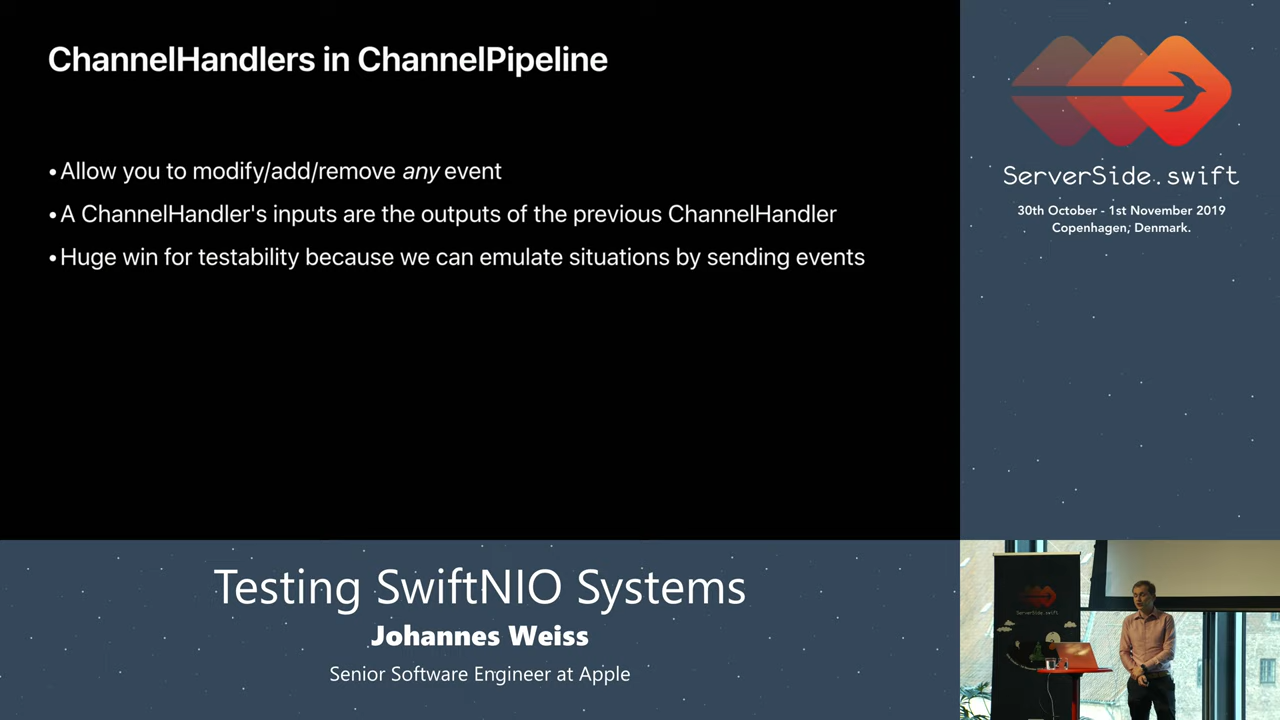 ChannelHandlers in ChannelPipeline
•Allow you to modify/add/remove any event
•A ChannelHandler's inputs are the outputs of the previous ChannelHandler
•Huge win for testability because we can emulate situations by sending events
ServerSide.swift
30th October - 1st November 2019
Copenhagen, Denmark.
Testing SwiftNIO Systems
Johannes Weiss
Senior Software Engineer at Apple
ServerSide.swift